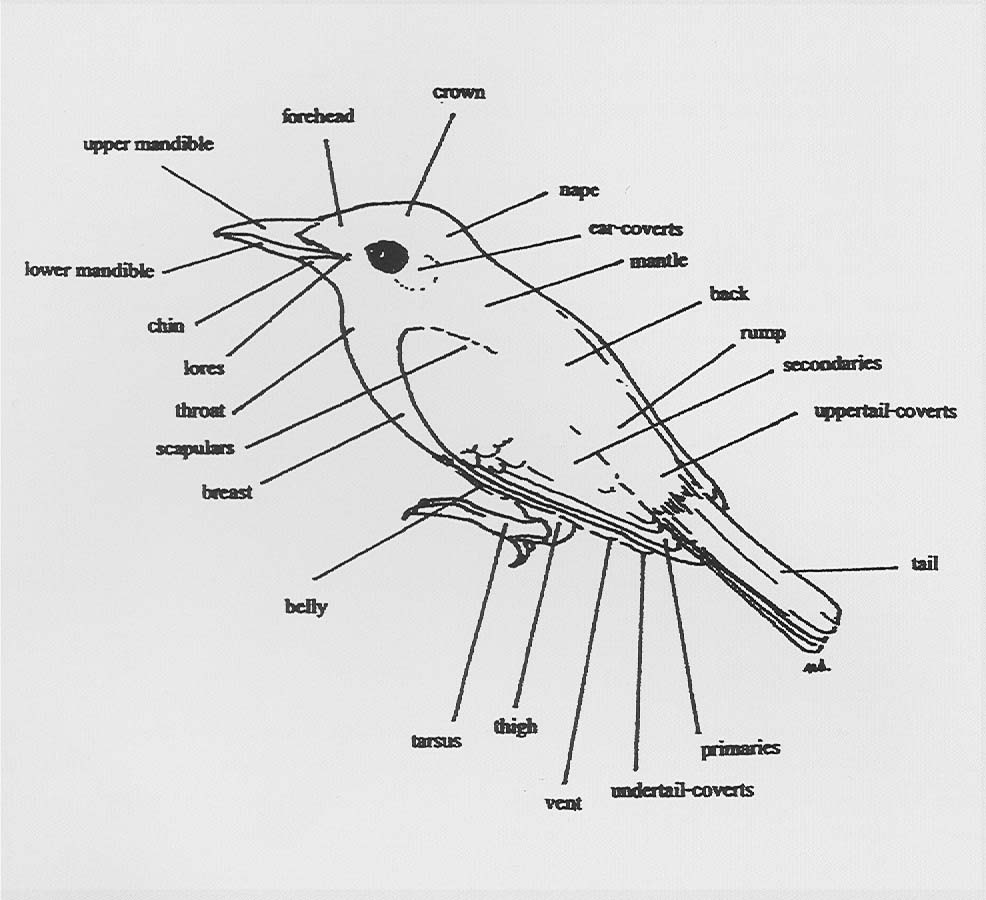 crown
forehead
upper mandible
nape
ear-coverts
mantle
lower mandible
back
chin
rump
secondaries
lores
throat
uppertail-coverts
scapulars
breast
tail
belly
thigh
tarsus
primaries
undertail-coverts
vent